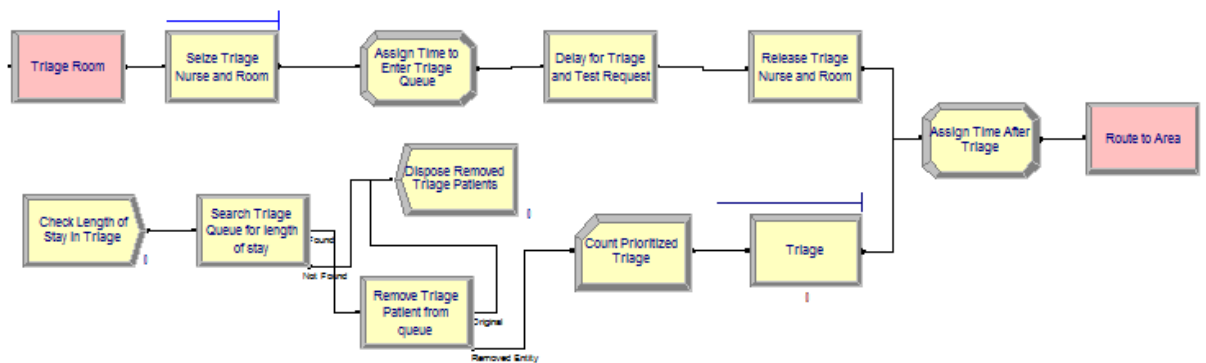 Triage Room
Seize Triage
Nurse and Room
Assign Time to
Enter Triage
Queue
Delay for Triage
and Test Request
Release Triage
Nurse and Room
Assign Time After
Triage
Route to Area
Check Length of
Stay in Triage
0
Search Triage
Queue for length
of stay
Found
Not Found
Dispose Removed
Triage Patients
0
Remove Triage
Patient from
queue
Original
Removed Entity
Count Prioritized
Triage
Triage
0